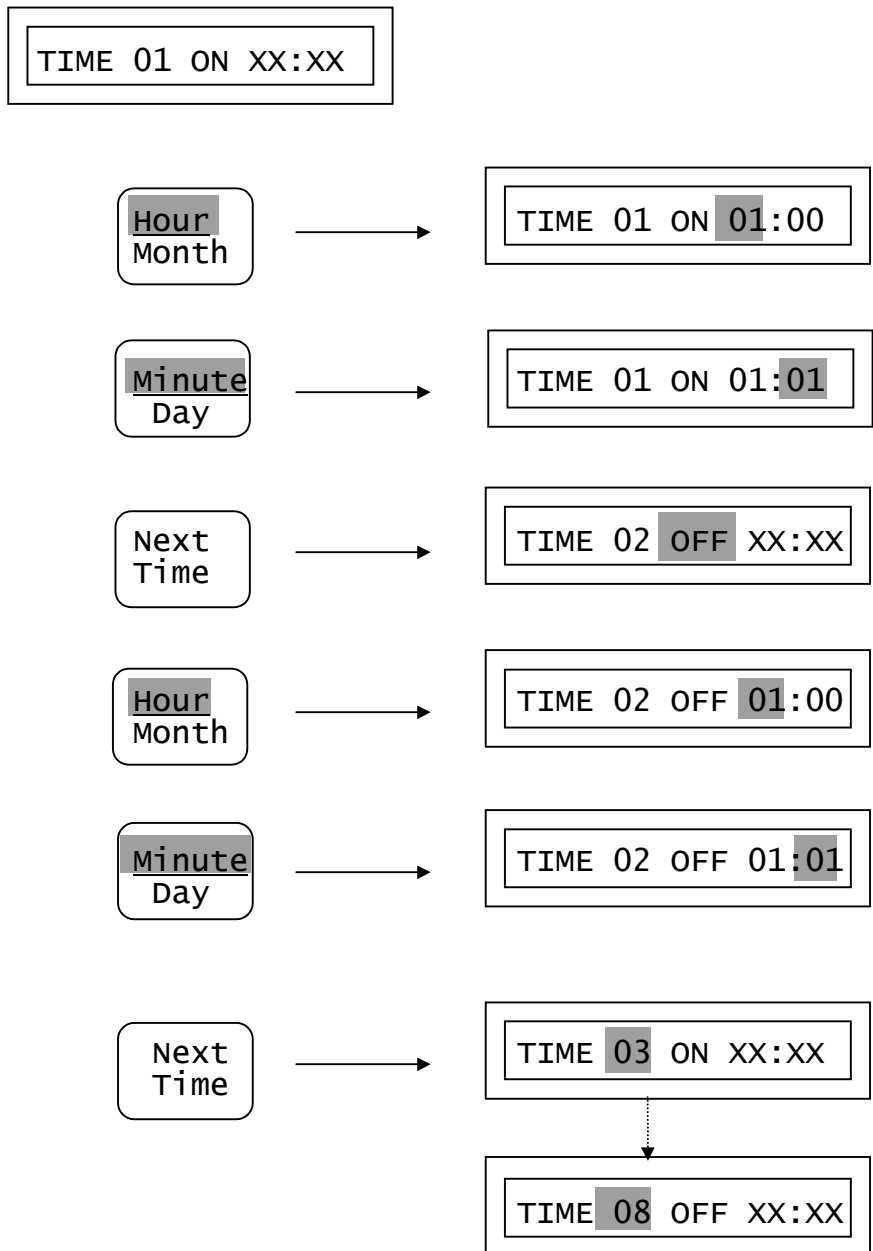 TIME 01 ON XX:XX
Hour
Month
TIME 01 ON 01:00
Minute
Day
TIME 01 ON 01:01
Next
Time
TIME 02 OFF XX:XX
Hour
Month
TIME 02 OFF 01:00
Minute
Day
TIME 02 OFF 01:01
Next
Time
TIME 03 ON XX:XX
TIME 08 OFF XX:XX